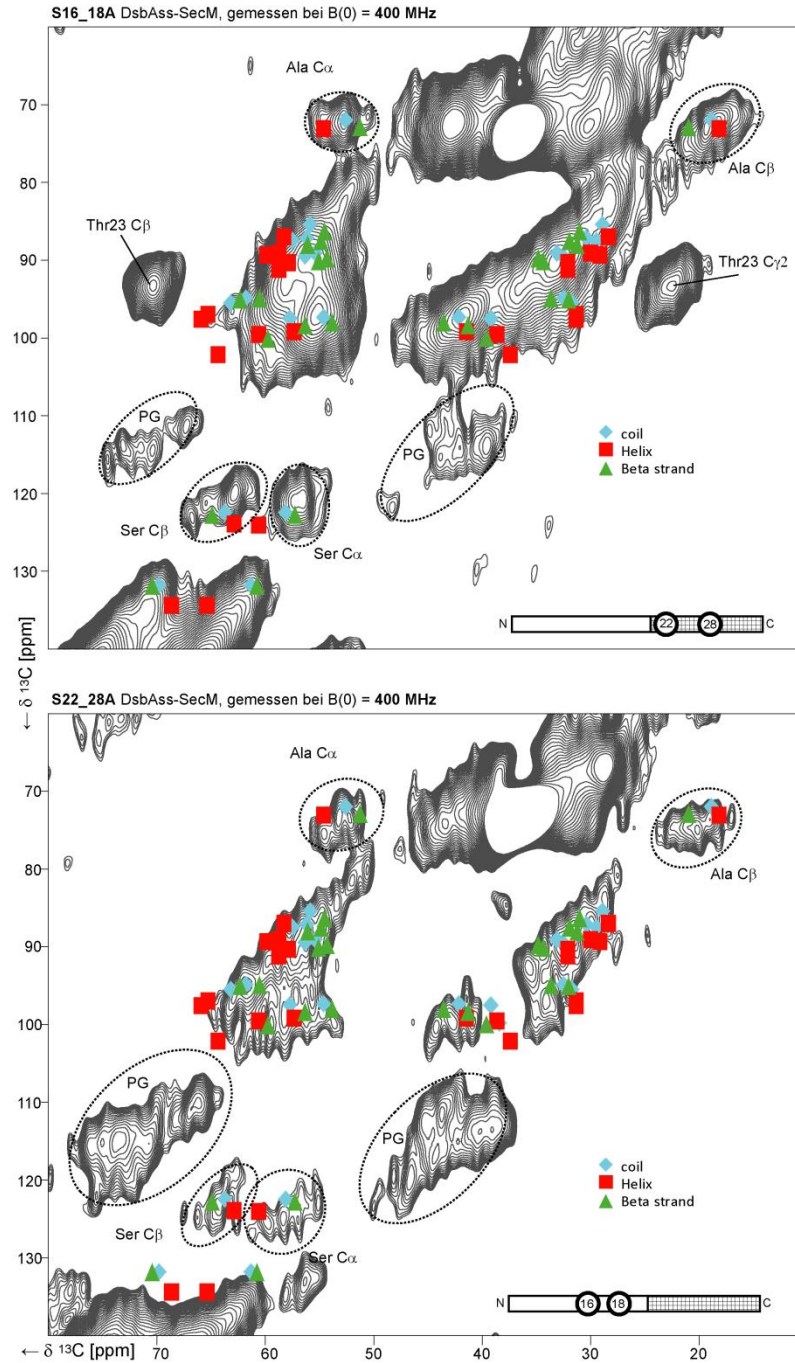 S16_18A DsbAss-SecM, gemessen bei B(0) = 400 MHz
Ala Cα
70
Ala Cβ
80
Thr23 Cβ
Thr23 Cγ2
90
100
110
PG
PG
coil
Helix
Beta strand
120
Ser Cβ
Ser Cα
130
N 22 28 C
← δ ¹³C [ppm]
S22_28A DsbAss-SecM, gemessen bei B(0) = 400 MHz
Ala Cα
70
80
Ala Cβ
90
100
110
PG
PG
120
coil
Helix
Beta strand
Ser Cβ
Ser Cα
130
N 16 18 C
← δ ¹³C [ppm] 70 60 50 40 30 20